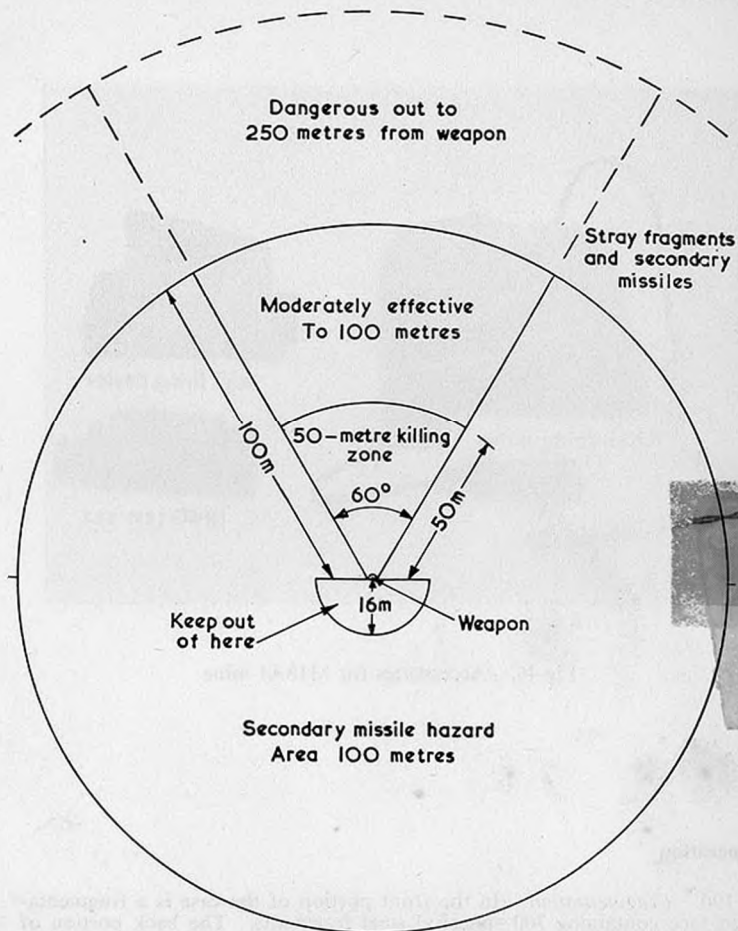 Dangerous out to
250 metres from weapon
Stray fragments
and secondary
missiles
Moderately effective
To 100 metres
100m
50-metre killing
zone
60°
50m
16m
Keep out
of here
Weapon
Secondary missile hazard
Area 100 metres